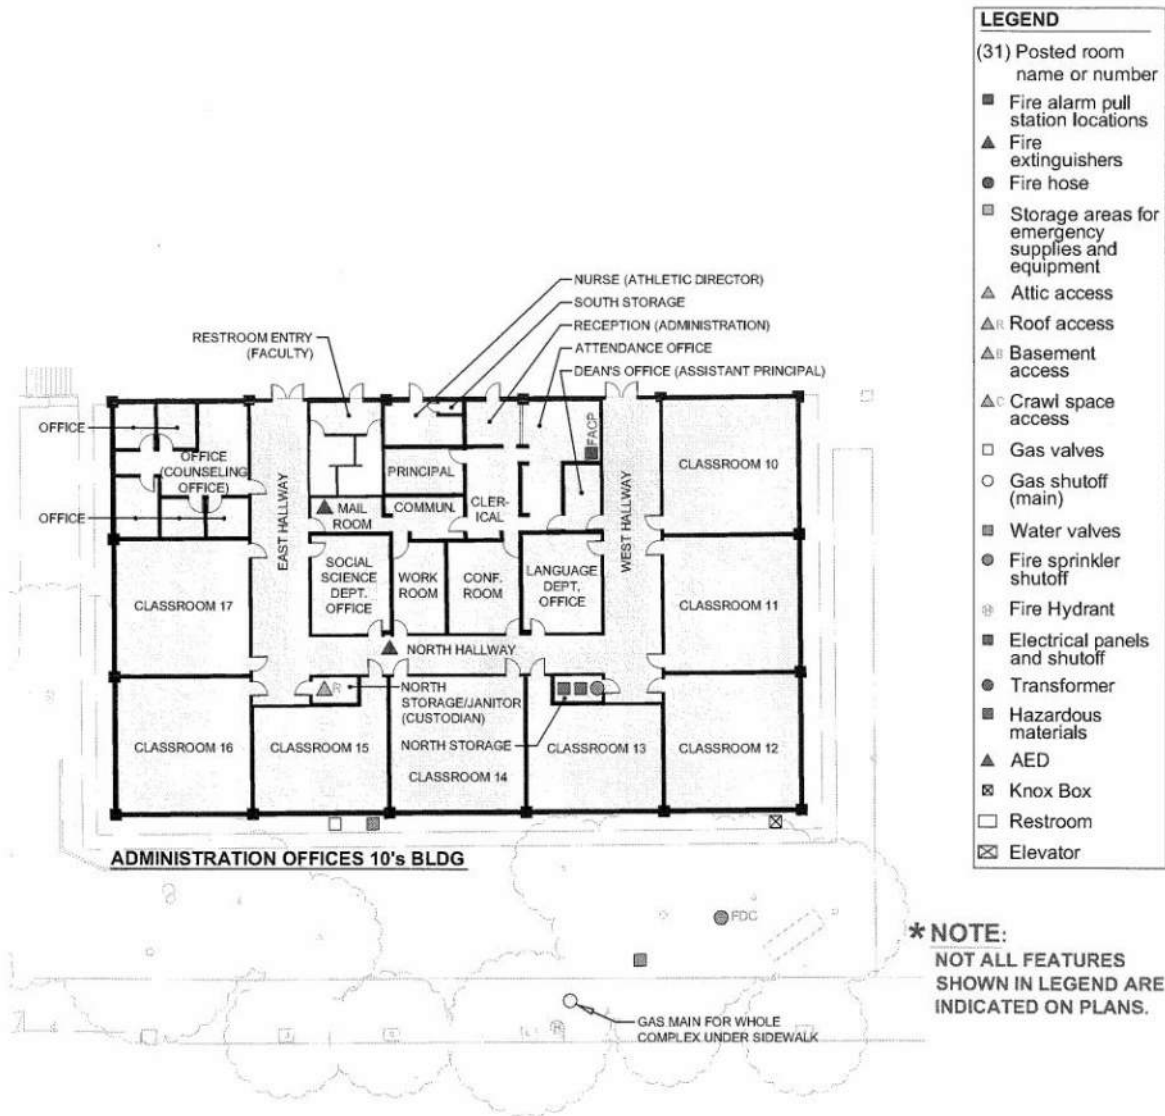 LEGEND
(31) Posted room
name or number
Fire alarm pull
station locations
Fire
extinguishers
Fire hose
Storage areas for
emergency
supplies and
equipment
Attic access
R Roof access
B Basement
access
C Crawl space
access
Gas valves
Gas shutoff
(main)
Water valves
Fire sprinkler
shutoff
H Fire Hydrant
Electrical panels
and shutoff
Transformer
Hazardous
materials
AED
Knox Box
Restroom
Elevator
NURSE (ATHLETIC DIRECTOR)
SOUTH STORAGE
RECEPTION (ADMINISTRATION)
ATTENDANCE OFFICE
DEAN'S OFFICE (ASSISTANT PRINCIPAL)
RESTROOM ENTRY
(FACULTY)
OFFICE
OFFICE
(COUNSELING
OFFICE)
OFFICE
EAST HALLWAY
MAIL
ROOM
PRINCIPAL
COMMUN.
CLER-
ICAL
FACP
WEST HALLWAY
CLASSROOM 10
CLASSROOM 17
SOCIAL
SCIENCE
DEPT.
OFFICE
WORK
ROOM
CONF.
ROOM
LANGUAGE
DEPT.
OFFICE
CLASSROOM 11
NORTH HALLWAY
R
NORTH
STORAGE/JANITOR
(CUSTODIAN)
NORTH STORAGE
CLASSROOM 16
CLASSROOM 15
CLASSROOM 14
CLASSROOM 13
CLASSROOM 12
ADMINISTRATION OFFICES 10's BLDG
FDC
* NOTE:
NOT ALL FEATURES
SHOWN IN LEGEND ARE
INDICATED ON PLANS.
H
GAS MAIN FOR WHOLE
COMPLEX UNDER SIDEWALK